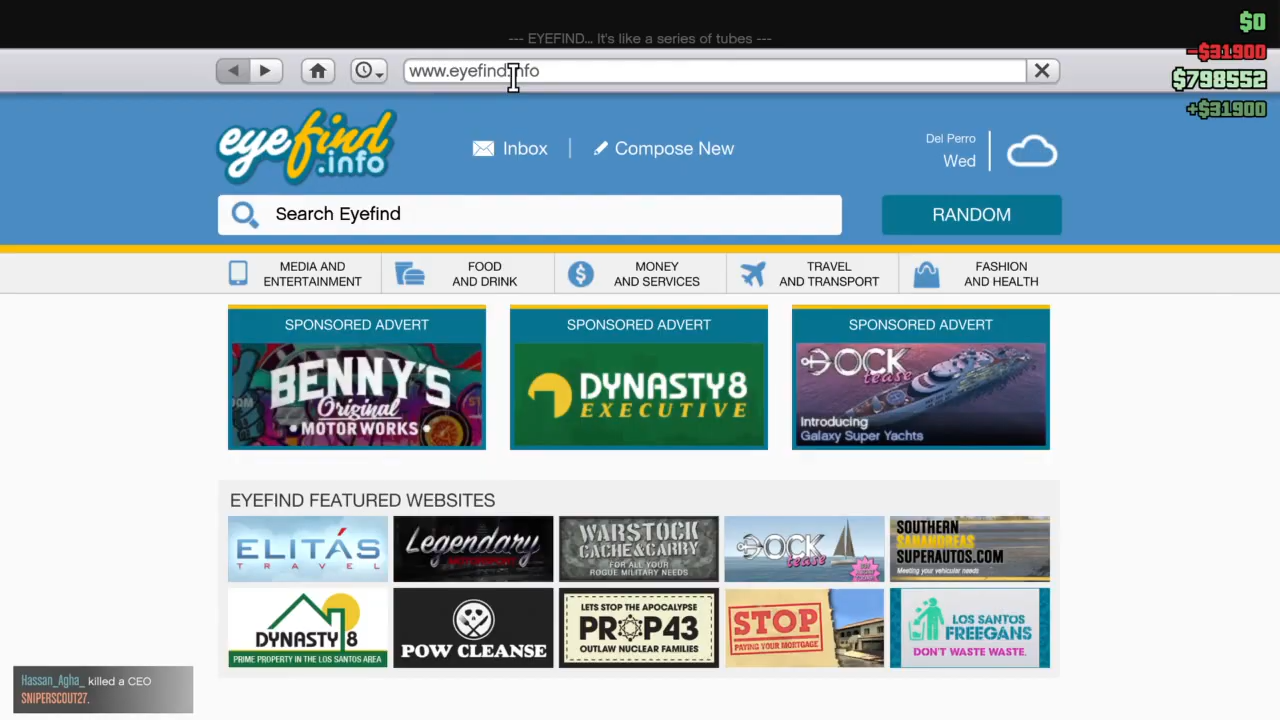 --- EYEFIND... It's like a series of tubes ---
$0
-$31900
$798552
+$31900
www.eyefind.info
eyefind
.info
Inbox
Compose New
Del Perro
Wed
Search Eyefind
RANDOM
MEDIA AND
ENTERTAINMENT
FOOD
AND DRINK
MONEY
AND SERVICES
TRAVEL
AND TRANSPORT
FASHION
AND HEALTH
SPONSORED ADVERT
BENNY'S
Original
• MOTOR WORKS •
SPONSORED ADVERT
DYNASTY 8
EXECUTIVE
SPONSORED ADVERT
DOCK
tease
Introducing
Galaxy Super Yachts
EYEFIND FEATURED WEBSITES
ELITÁS
TRAVEL
Legendary
WARSTOCK
CACHE & CARRY
FOR ALL YOUR
ROGUE MILITARY NEEDS
DOCK
tease
SOUTHERN
SANANDREAS
SUPERAUTOS.COM
Meeting your vehicular needs
DYNASTY 8
PRIME PROPERTY IN THE LOS SANTOS AREA
POW CLEANSE
LETS STOP THE APOCALYPSE
PROP43
OUTLAW NUCLEAR FAMILIES
STOP
PAYING YOUR MORTGAGE
LOS SANTOS
FREEGANS
DON'T WASTE WASTE.
Hassan_Agha_ killed a CEO
SNIPERSCOUT27.